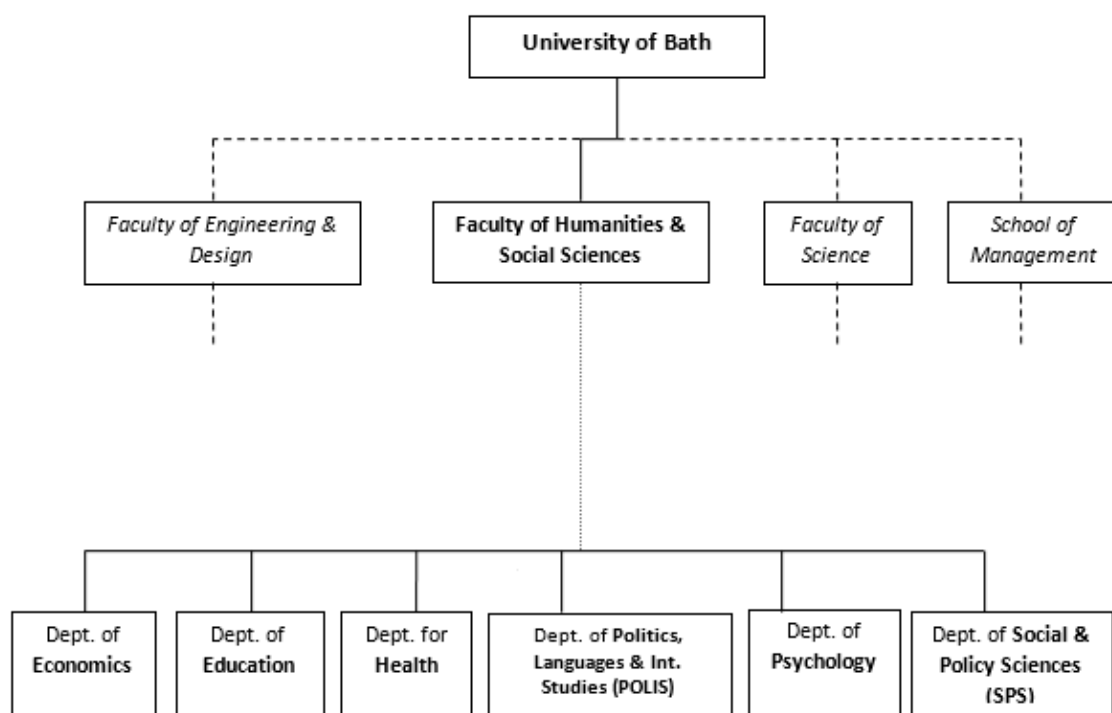 University of Bath
Faculty of Engineering &
Design
Faculty of Humanities &
Social Sciences
Faculty of
Science
School of
Management
Dept. of
Economics
Dept. of
Education
Dept. for
Health
Dept. of Politics,
Languages & Int.
Studies (POLIS)
Dept. of
Psychology
Dept. of Social &
Policy Sciences
(SPS)